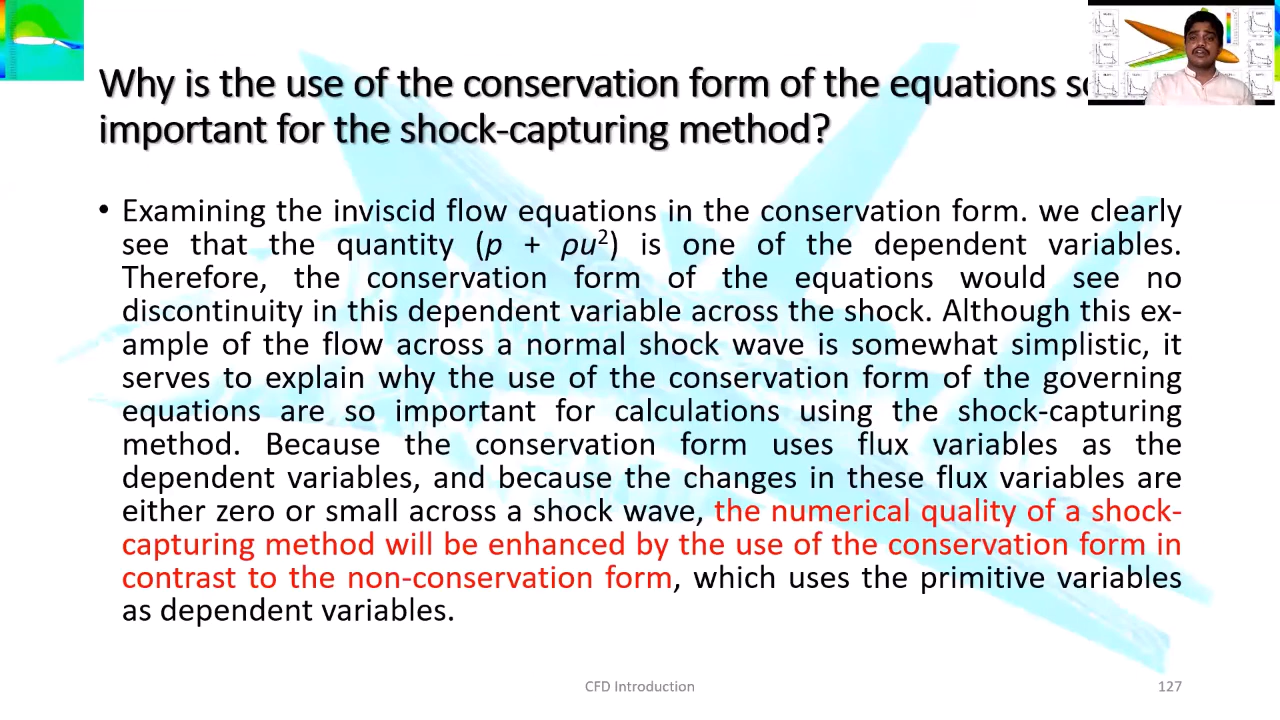 Why is the use of the conservation form of the equations so
important for the shock-capturing method?
• Examining the inviscid flow equations in the conservation form. we clearly
see that the quantity (p + ρu²) is one of the dependent variables.
Therefore, the conservation form of the equations would see no
discontinuity in this dependent variable across the shock. Although this ex-
ample of the flow across a normal shock wave is somewhat simplistic, it
serves to explain why the use of the conservation form of the governing
equations are so important for calculations using the shock-capturing
method. Because the conservation form uses flux variables as the
dependent variables, and because the changes in these flux variables are
either zero or small across a shock wave, the numerical quality of a shock-
capturing method will be enhanced by the use of the conservation form in
contrast to the non-conservation form, which uses the primitive variables
as dependent variables.
CFD Introduction
127